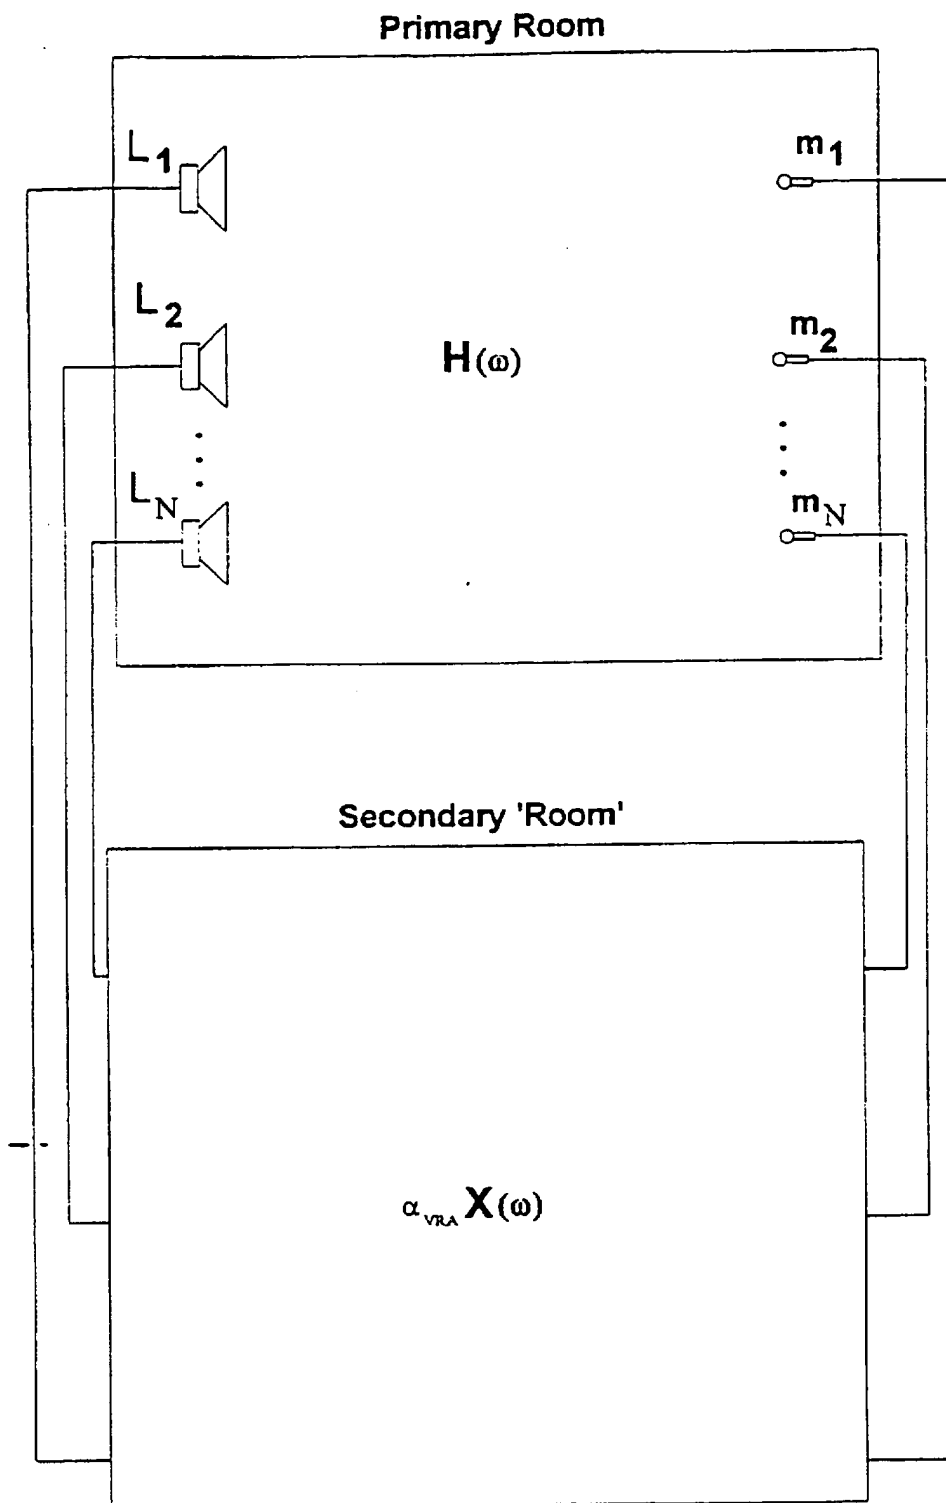 Primary Room
L1 m1
L2 m2
H(ω)
LN mN
Secondary 'Room'
αVRA X(ω)